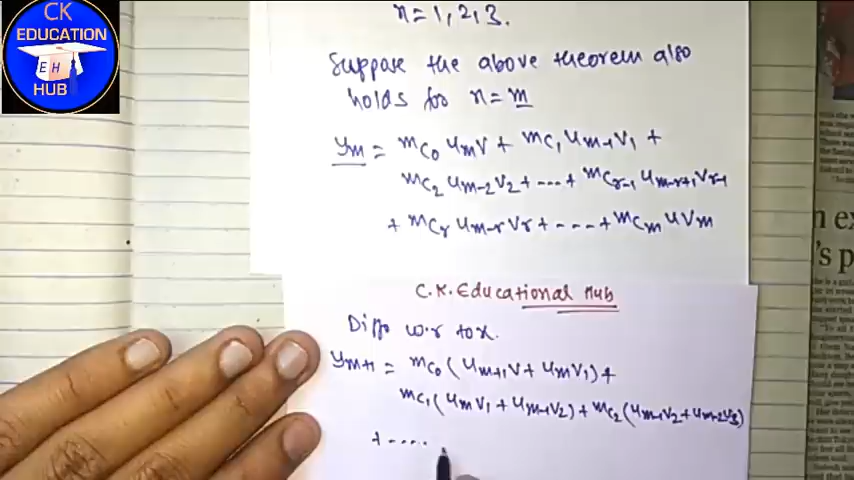 CK
EDUCATION
EH
HUB
n=1,2,3.
Suppose the above theorem also
holds for n=m
ym = mC0 umv + mC1 um-1v1 +
mC2 um-2v2 + --- + mCr-1 um-r+1vr-1
+ mCr um-rvr + ---- + mCm uvm
C.K. Educational Hub
Diff w.r to x.
ym+1 = mC0 (um+1v + umv1) +
mC1 (umv1 + um-1v2) + mC2 (um-1v2 + um-2v3)
+ ----